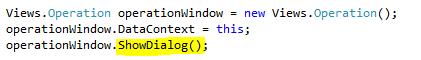 Views.Operation operationWindow = new Views.Operation();
operationWindow.DataContext = this;
operationWindow.ShowDialog();